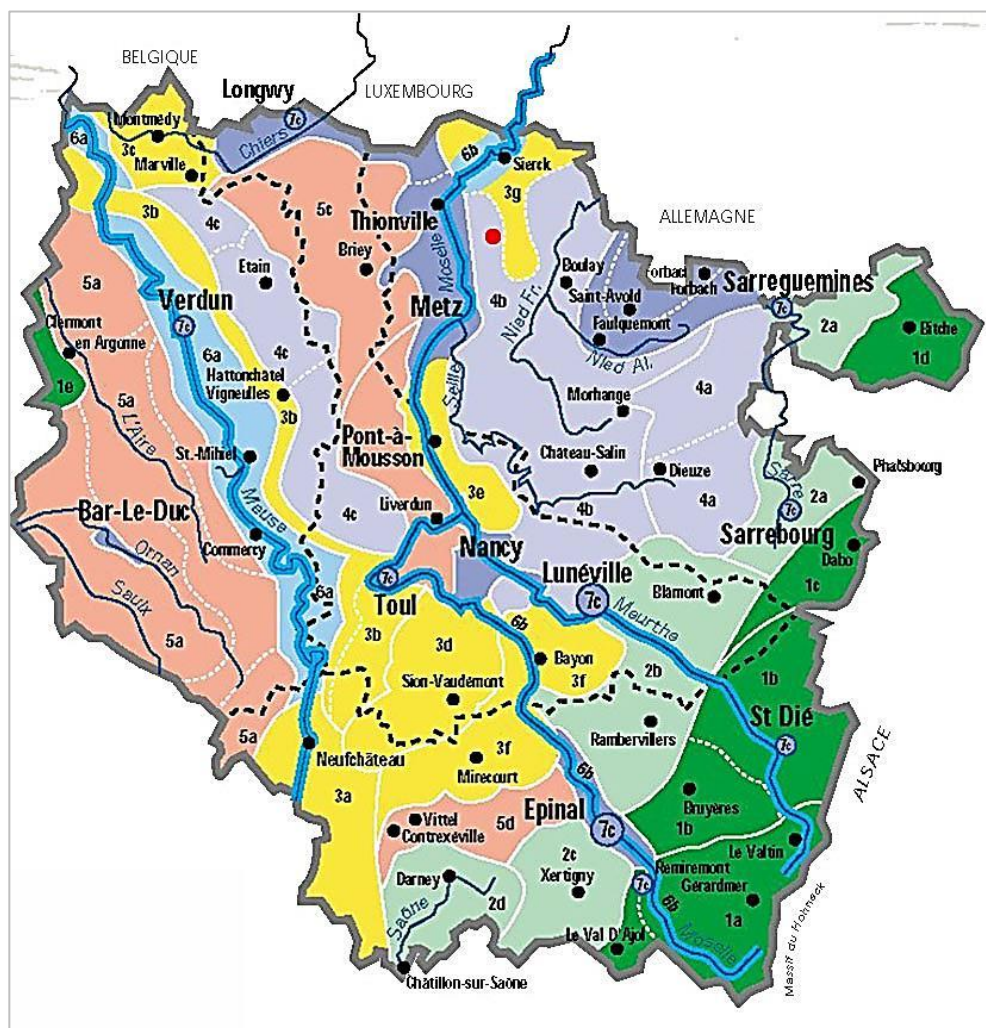 BELGIQUE
LUXEMBOURG
Longwy
7c
Montmédy
Chiers
6a
3c
Marville
6b
Sierck
3g
3b
4c
5c
Thionville
ALLEMAGNE
Etain
Briey
Moselle
Boulay
Forbach
Sarreguemines
7c
5a
Verdun
7c
Metz
4b
Nied Fr.
Saint-Avold
Faulquemont
2a
Bitche
1d
Clermont
en Argonne
6a
4c
Nied Al.
1e
5a
Hattonchâtel
Vigneulles
3b
Seille
Morhange
4a
L'Aire
St.-Mihiel
Pont-à-
Mousson
Château-Salin
Dieuze
Sarre
2a
Phalsbourg
3e
Bar-Le-Duc
Meuse
4c
Liverdun
4b
4a
7c
Sarrebourg
Ornain
Commercy
Nancy
Dabo
Saulx
6a
7c
Toul
Lunéville
7c
Blamont
1c
5a
3b
3d
6b
Meurthe
Bayon
3f
2b
1b
Sion-Vaudémont
St Dié
5a
Rambervillers
7c
Neufchâteau
3f
Mirecourt
3a
6b
Bruyères
ALSACE
Vittel
Contrexéville
5d
Epinal
7c
1b
Le Valtin
2c
Remiremont
Darney
Xertigny
7c
Gérardmer
2d
6b
1a
Saône
Le Val D'Ajol
Moselle
Massif du Hohneck
Châtillon-sur-Saône